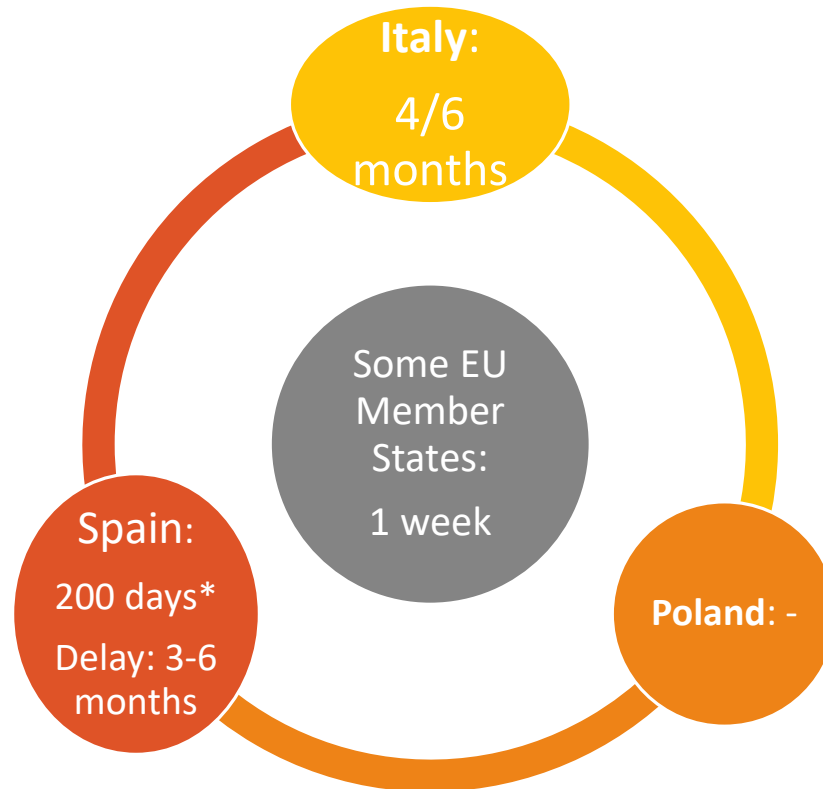 Italy:
4/6
months
Some EU
Member
States:
1 week
Spain:
200 days*
Delay: 3-6
months
Poland: -